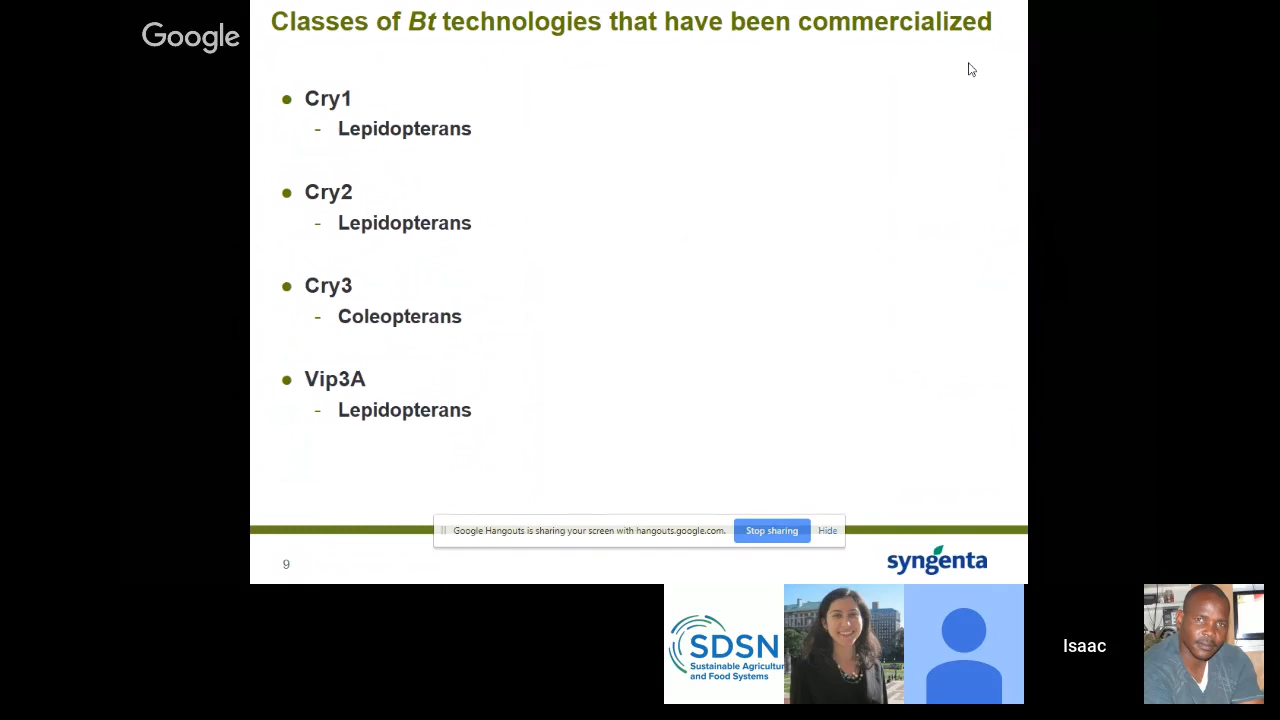 Google
Classes of Bt technologies that have been commercialized
● Cry1
- Lepidopterans
● Cry2
- Lepidopterans
● Cry3
- Coleopterans
● Vip3A
- Lepidopterans
Google Hangouts is sharing your screen with hangouts.google.com. Stop sharing Hide
9
syngenta
SDSN
Sustainable Agricultu
and Food Systems
Isaac